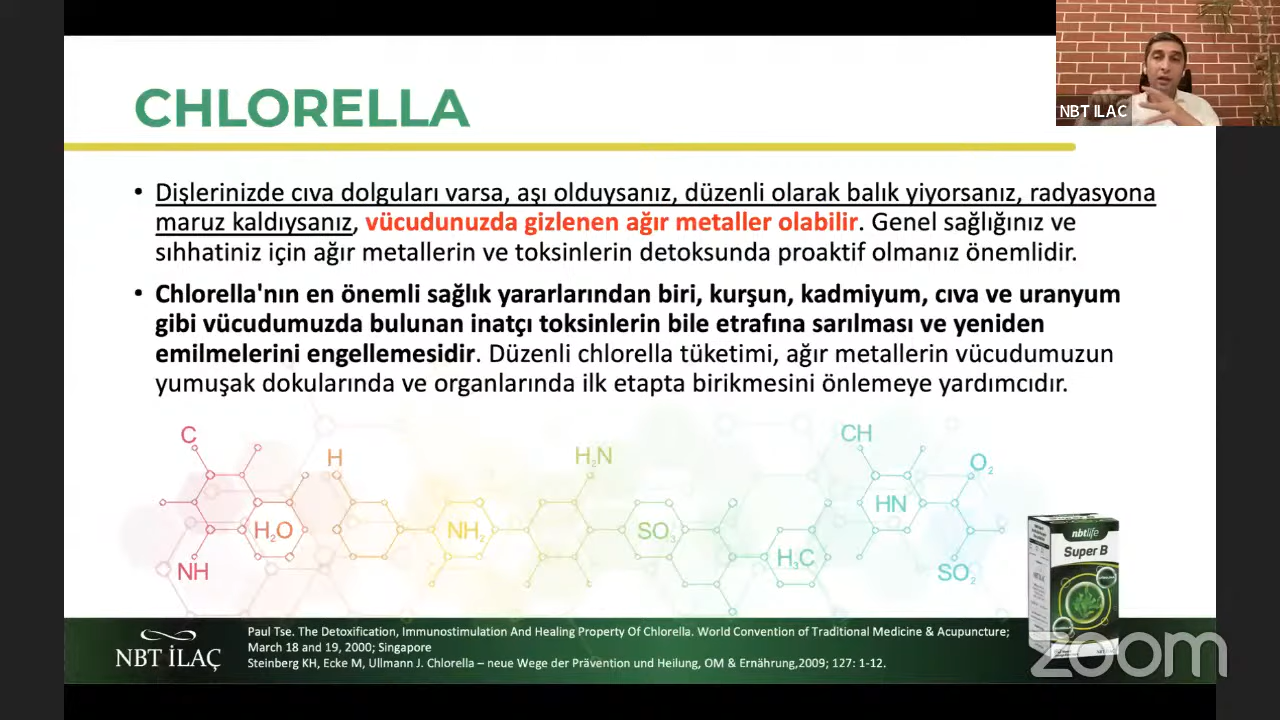 CHLORELLA
NBT ILAC
• Dişlerinizde cıva dolguları varsa, aşı olduysanız, düzenli olarak balık yiyorsanız, radyasyona
maruz kaldıysanız, vücudunuzda gizlenen ağır metaller olabilir. Genel sağlığınız ve
sıhhatiniz için ağır metallerin ve toksinlerin detoksunda proaktif olmanız önemlidir.
• Chlorella'nın en önemli sağlık yararlarından biri, kurşun, kadmiyum, cıva ve uranyum
gibi vücudumuzda bulunan inatçı toksinlerin bile etrafına sarılması ve yeniden
emilmelerini engellemesidir. Düzenli chlorella tüketimi, ağır metallerin vücudumuzun
yumuşak dokularında ve organlarında ilk etapta birikmesini önlemeye yardımcıdır.
C
H
H₂N
CH
O₂
H₂O
NH₂
SO₃
HN
H₃C
NH
SO₂
nbtlife
Super B
NBT İLAÇ
Paul Tse. The Detoxification, Immunostimulation And Healing Property Of Chlorella. World Convention of Traditional Medicine & Acupuncture;
March 18 and 19, 2000; Singapore
Steinberg KH, Ecke M, Ullmann J. Chlorella – neue Wege der Prävention und Heilung, OM & Ernährung,2009; 127: 1-12.
zoom